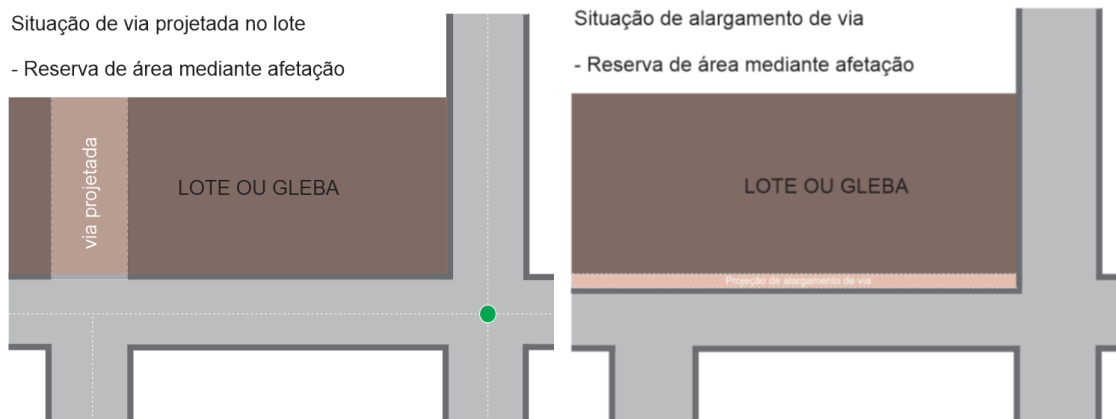 Situação de via projetada no lote
- Reserva de área mediante afetação
via projetada
LOTE OU GLEBA
Situação de alargamento de via
- Reserva de área mediante afetação
LOTE OU GLEBA
Projeção de alargamento de via